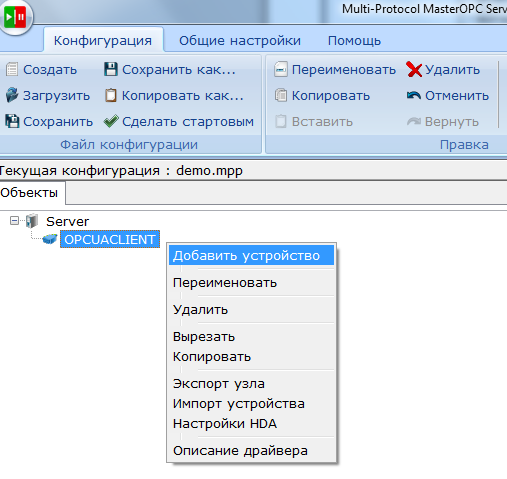 Multi-Protocol MasterOPC Serv
Конфигурация Общие настройки Помощь
Создать Сохранить как... Переименовать Удалить
Загрузить Копировать как... Копировать Отменить
Сохранить Сделать стартовым Вставить Вернуть
Файл конфигурации Правка
Текущая конфигурация : demo.mpp
Объекты
Server
OPCUACLIENT
Добавить устройство
Переименовать
Удалить
Вырезать
Копировать
Экспорт узла
Импорт устройства
Настройки HDA
Описание драйвера